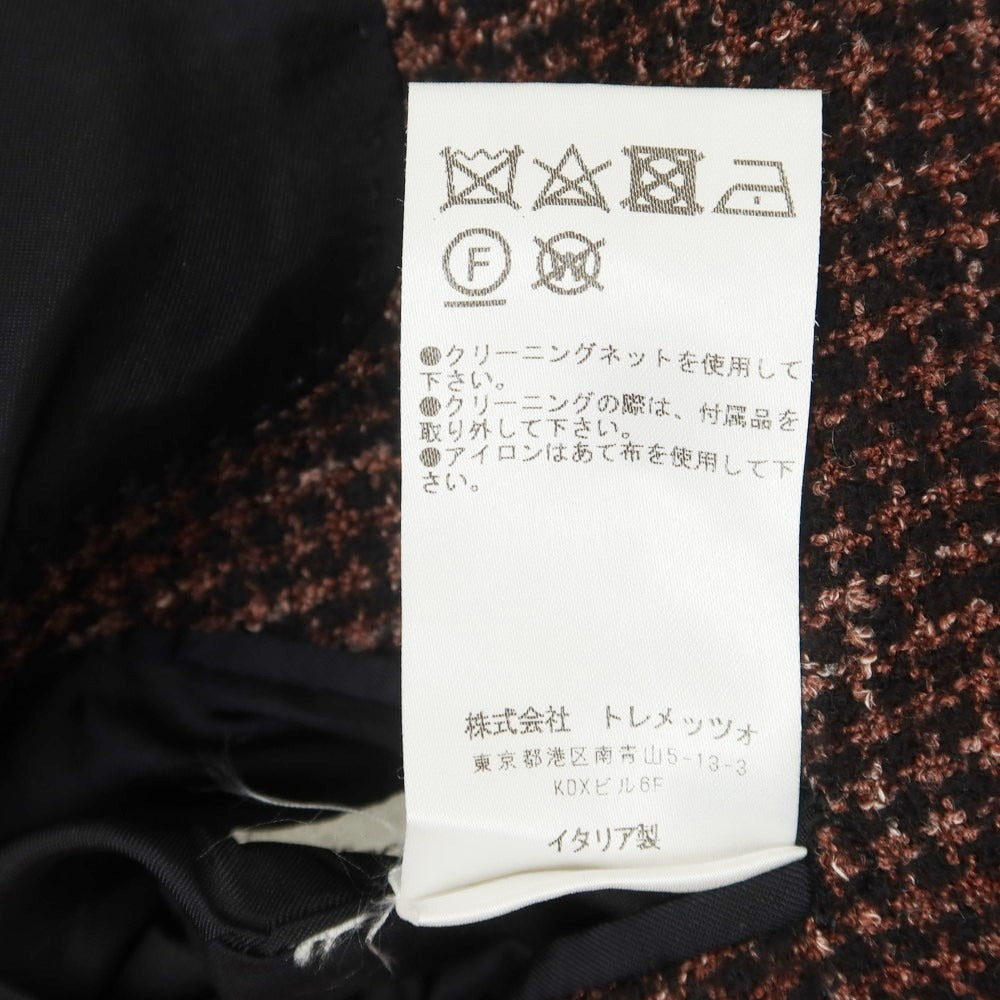 F
W
●クリーニングネットを使用して
下さい。
●クリーニングの際は、付属品を
取り外して下さい。
●アイロンはあて布を使用して下
さい。
株式会社 トレメッツォ
東京都港区南青山5-13-3
KDXビル6F
イタリア製